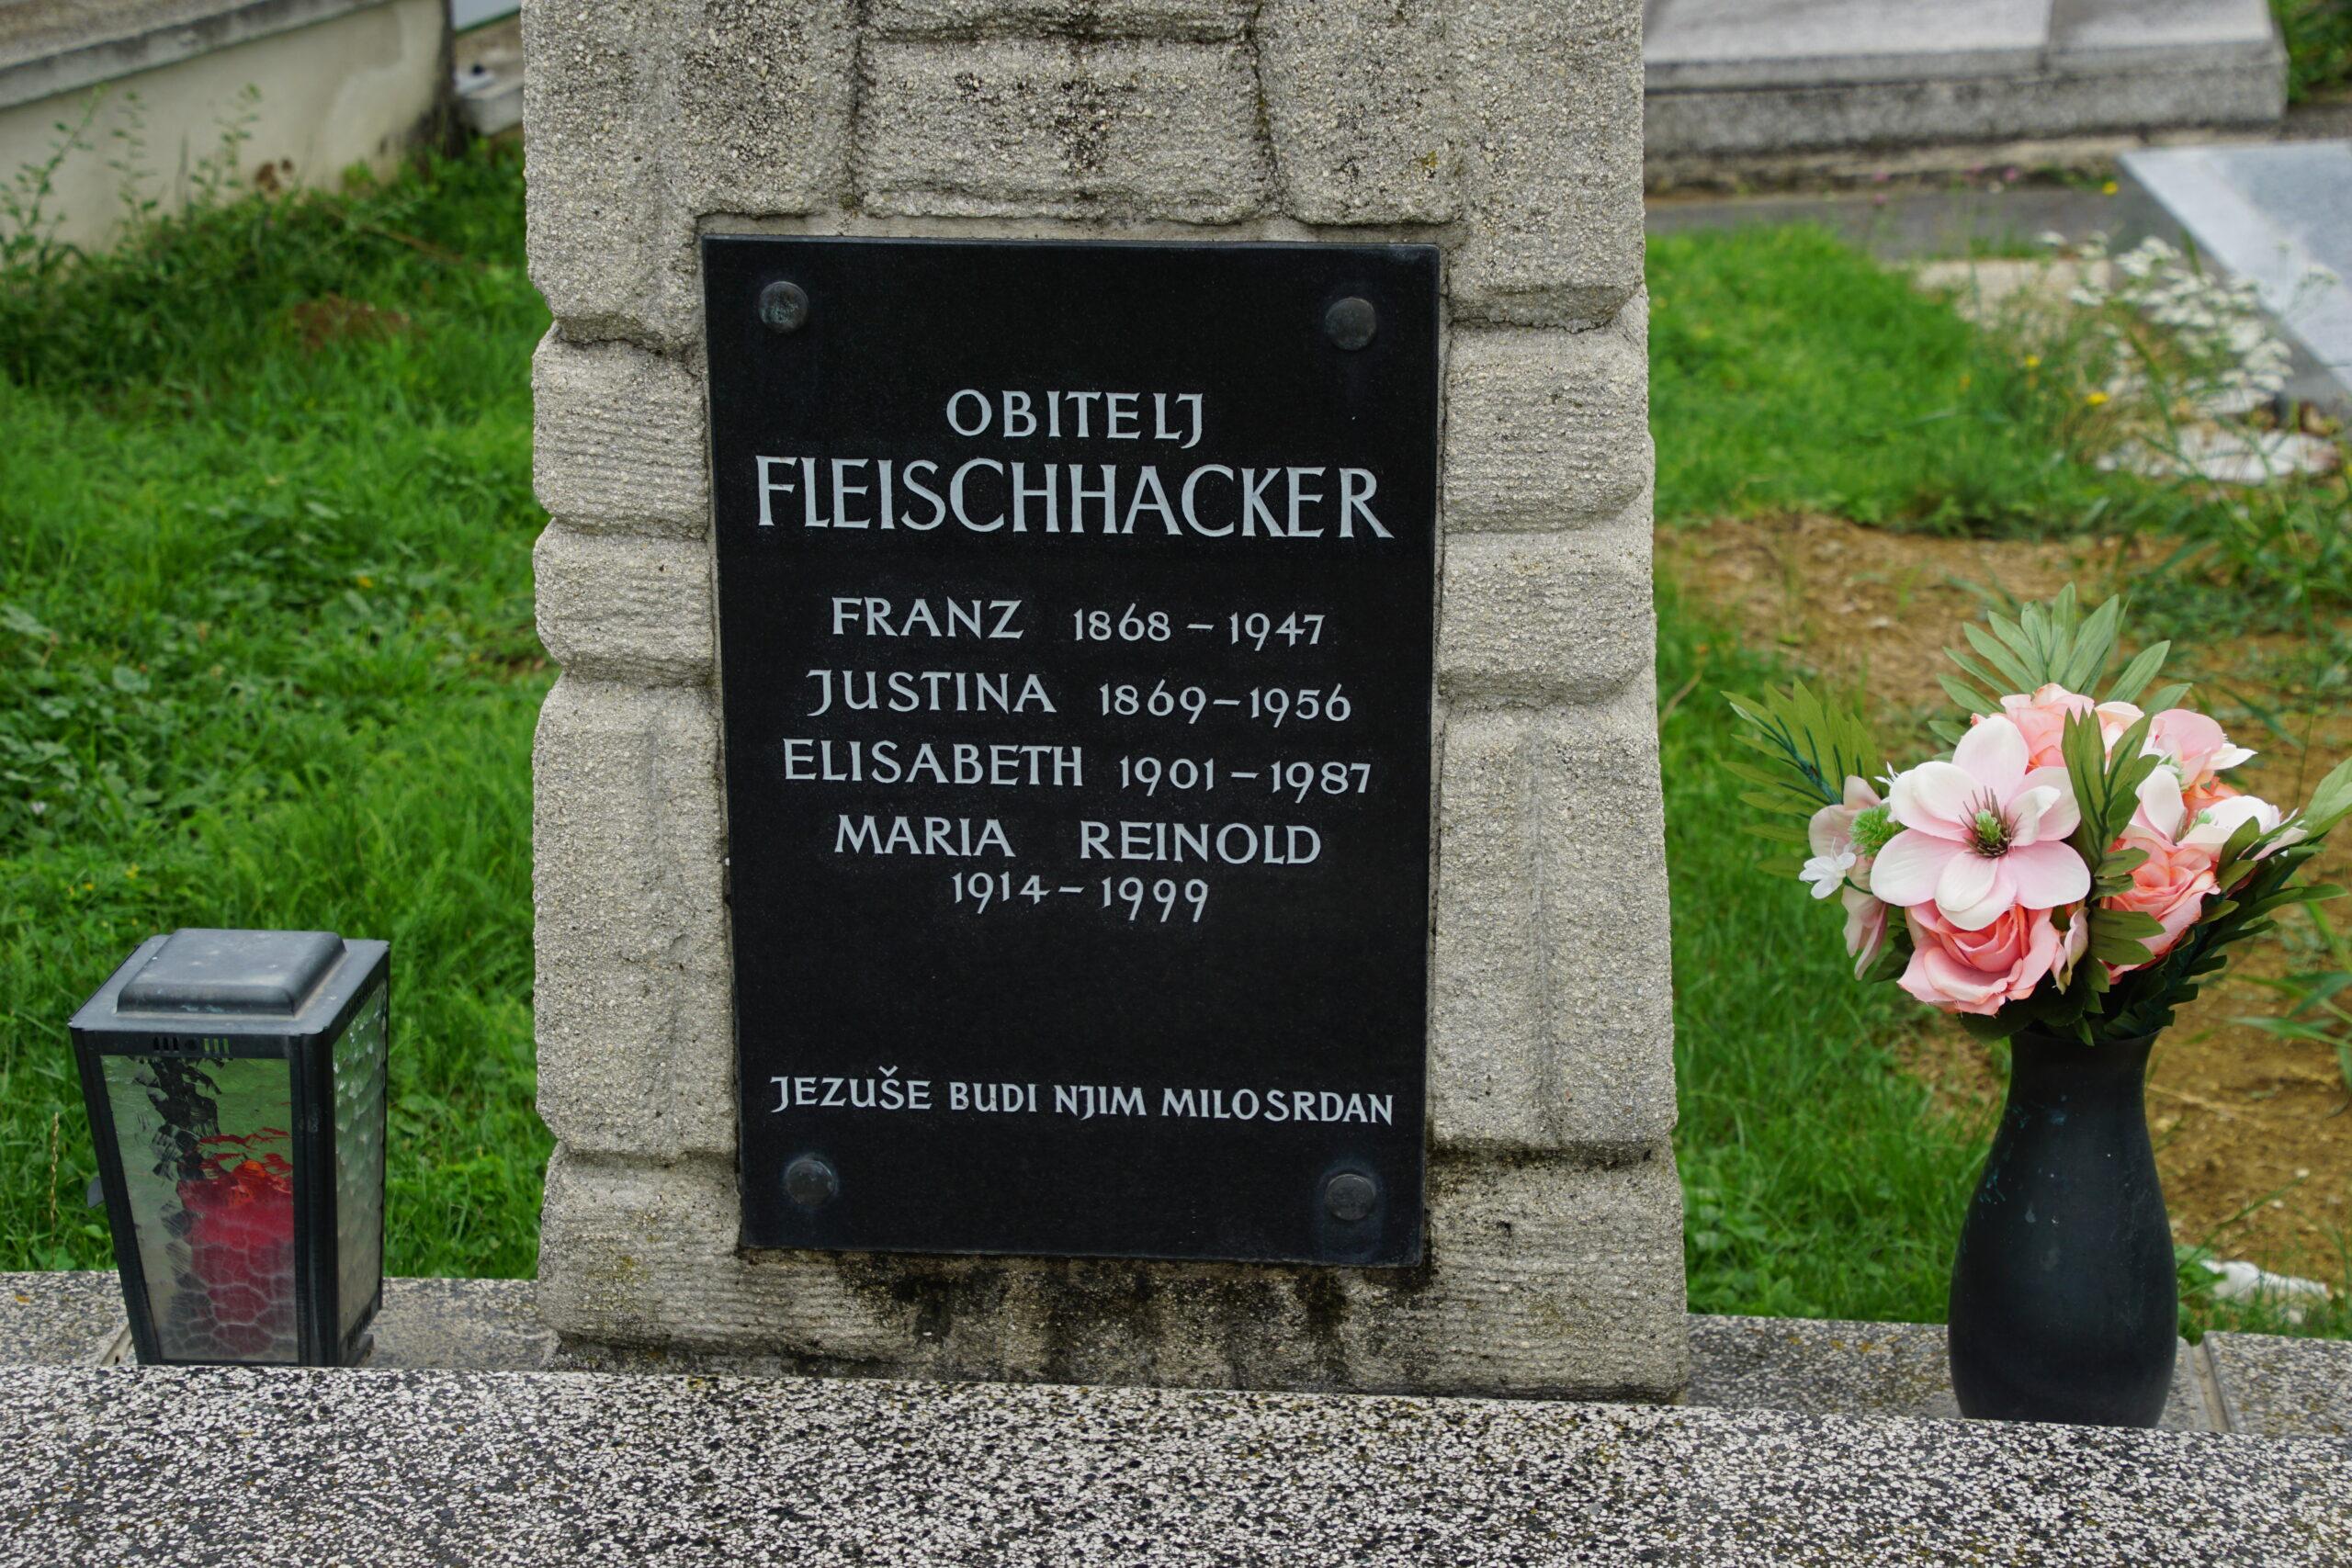 OBITELJ
FLEISCHHACKER
FRANZ 1868 - 1947
JUSTINA 1869 - 1956
ELISABETH 1901 - 1987
MARIA REINOLD
1914 - 1999
JEZUŠE BUDI NJIM MILOSRDAN